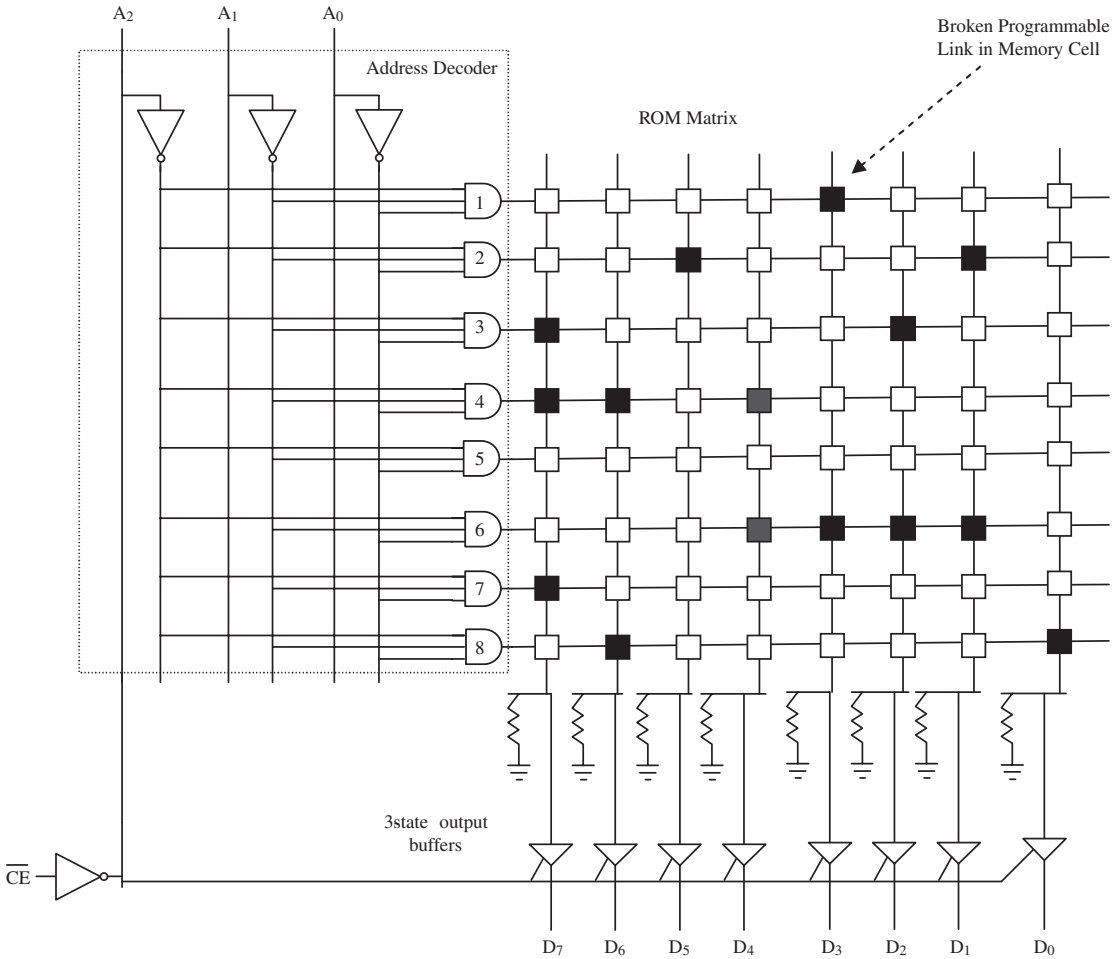 A₂ A₁ A₀
Broken Programmable
Link in Memory Cell
Address Decoder
ROM Matrix
1
2
3
4
5
6
7
8
3state output
buffers
C̅E̅
D₇ D₆ D₅ D₄ D₃ D₂ D₁ D₀